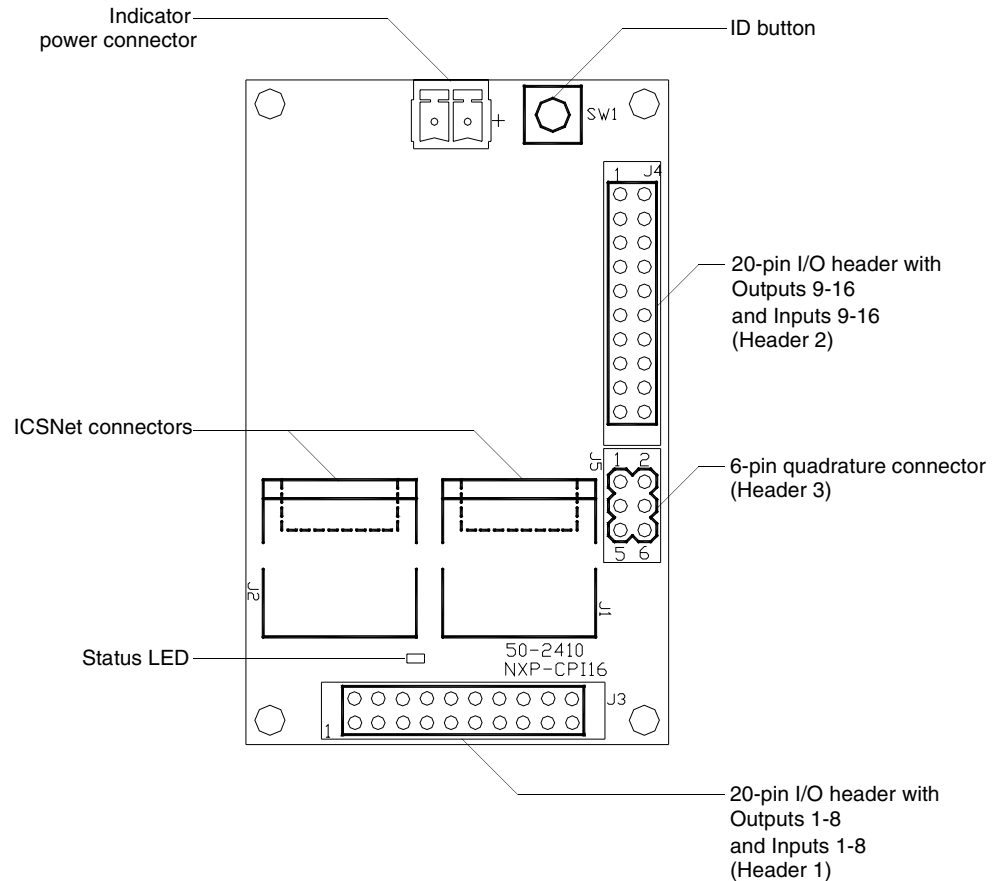 Indicator
power connector
ID button
+
SW1
1 J4
20-pin I/O header with
Outputs 9-16
and Inputs 9-16
(Header 2)
ICSNet connectors
J5
1 2
6-pin quadrature connector
(Header 3)
5 6
J2
J1
Status LED
50-2410
NXP-CPI16
J3
1
20-pin I/O header with
Outputs 1-8
and Inputs 1-8
(Header 1)